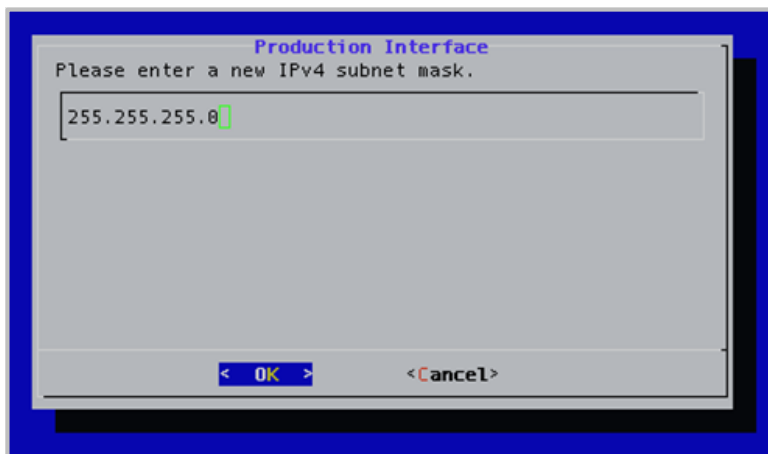 Production Interface
Please enter a new IPv4 subnet mask.
255.255.255.0
< OK > <Cancel>